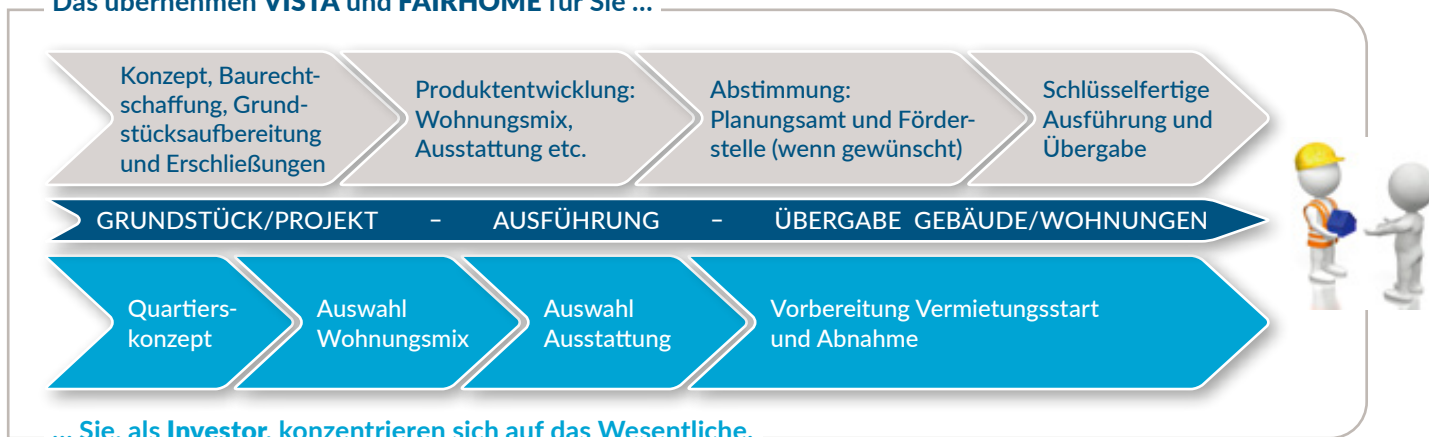 Das übernehmen VISTA und FAIRHOME für Sie ...
Konzept, Baurecht-
schaffung, Grund-
stücksaufbereitung
und Erschließungen
Produktentwicklung:
Wohnungsmix,
Ausstattung etc.
Abstimmung:
Planungsamt und Förder-
stelle (wenn gewünscht)
Schlüsselfertige
Ausführung und
Übergabe
GRUNDSTÜCK/PROJEKT – AUSFÜHRUNG – ÜBERGABE GEBÄUDE/WOHNUNGEN
Quartiers-
konzept
Auswahl
Wohnungsmix
Auswahl
Ausstattung
Vorbereitung Vermietungsstart
und Abnahme
... Sie, als Investor, konzentrieren sich auf das Wesentliche.